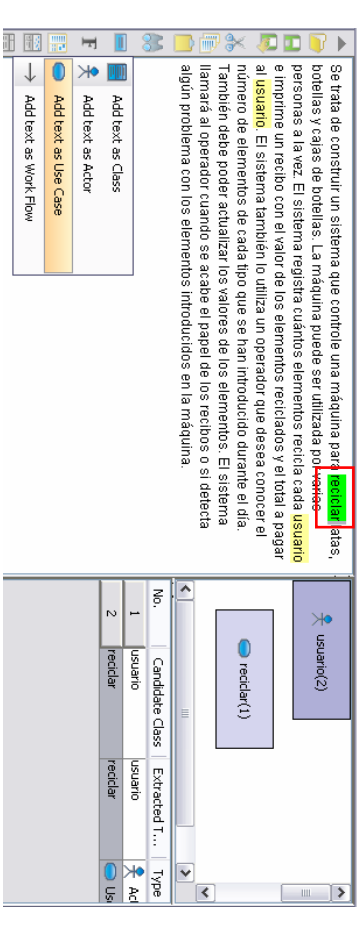 Se trata de construir un sistema que controle una máquina para reciclar latas,
botellas y cajas de botellas. La máquina puede ser utilizada por varias
personas a la vez. El sistema registra cuántos elementos recicla cada usuario
e imprime un recibo con el valor de los elementos reciclados y el total a pagar
al usuario. El sistema también lo utiliza un operador que desea conocer el
número de elementos de cada tipo que se han introducido durante el día.
También debe poder actualizar los valores de los elementos. El sistema
llamará al operador cuando se acabe el papel de los recibos o si detecta
algún problema con los elementos introducidos en la máquina.
Add text as Class
Add text as Actor
Add text as Use Case
Add text as Work Flow
usuario(2)
reciclar(1)
No. Candidate Class Extracted T... Type
1 usuario usuario Act
2 reciclar reciclar Us